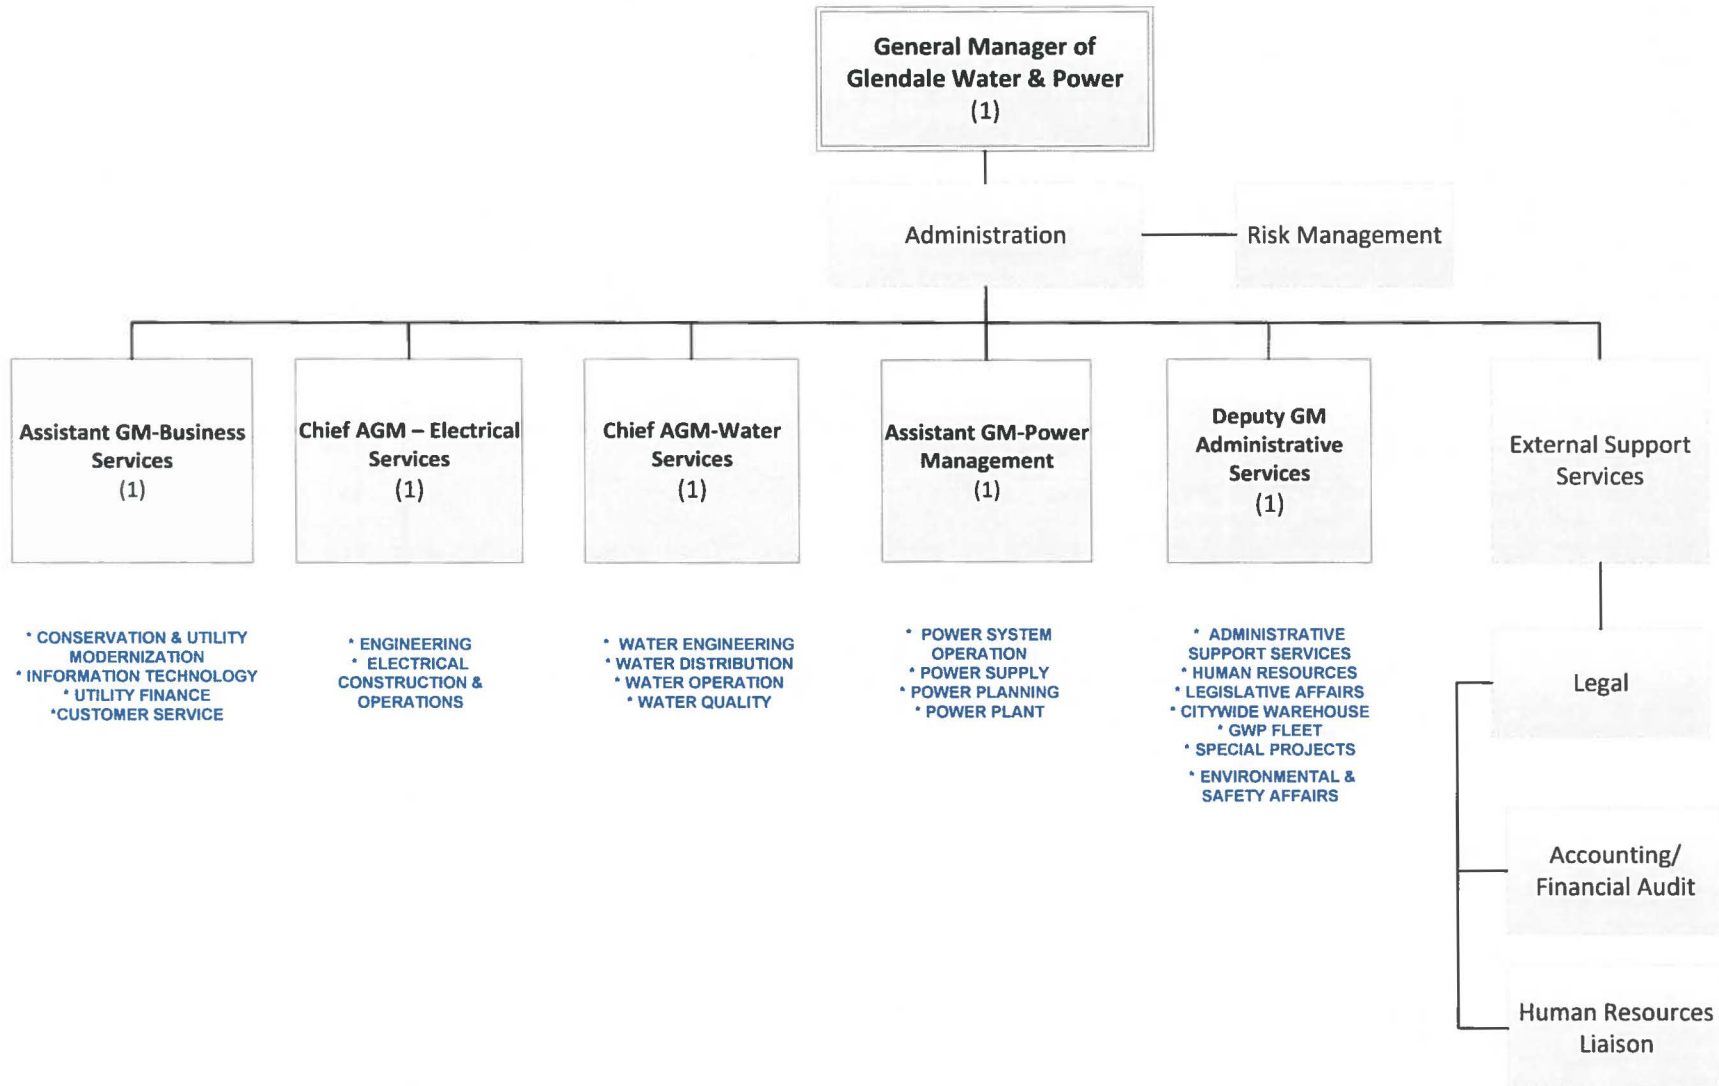 General Manager of
Glendale Water & Power
(1)
Administration
Risk Management
Assistant GM-Business
Services
(1)
Chief AGM – Electrical
Services
(1)
Chief AGM-Water
Services
(1)
Assistant GM-Power
Management
(1)
Deputy GM
Administrative
Services
(1)
External Support
Services
* CONSERVATION & UTILITY
MODERNIZATION
* INFORMATION TECHNOLOGY
* UTILITY FINANCE
*CUSTOMER SERVICE
* ENGINEERING
* ELECTRICAL
CONSTRUCTION &
OPERATIONS
* WATER ENGINEERING
* WATER DISTRIBUTION
* WATER OPERATION
* WATER QUALITY
* POWER SYSTEM
OPERATION
* POWER SUPPLY
* POWER PLANNING
* POWER PLANT
* ADMINISTRATIVE
SUPPORT SERVICES
* HUMAN RESOURCES
* LEGISLATIVE AFFAIRS
* CITYWIDE WAREHOUSE
* GWP FLEET
* SPECIAL PROJECTS
* ENVIRONMENTAL &
SAFETY AFFAIRS
Legal
Accounting/
Financial Audit
Human Resources
Liaison